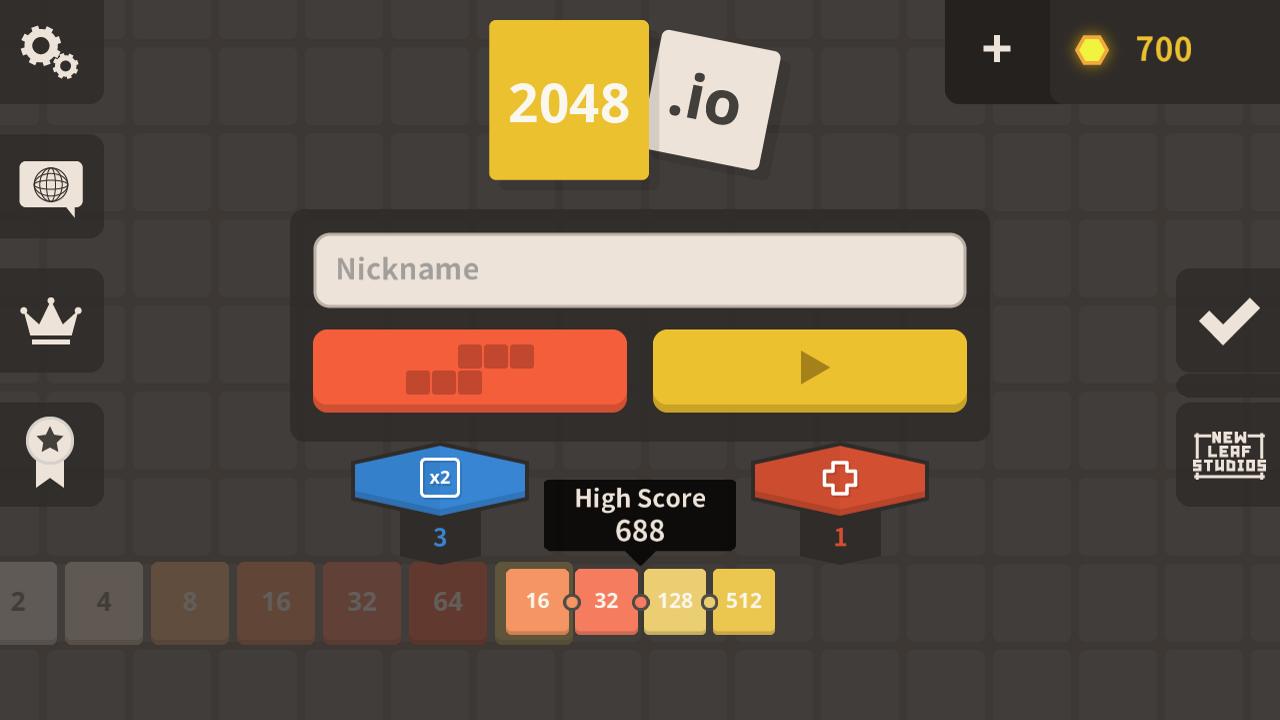 2048
.io
700
Nickname
x2
3
High Score
688
1
2 4 8 16 32 64 16 32 128 512
NEW
LEAF
STUDIOS